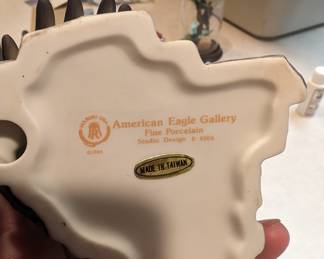 American Eagle Gallery
Fine Porcelain
Studio Design
MADE IN TAIWAN